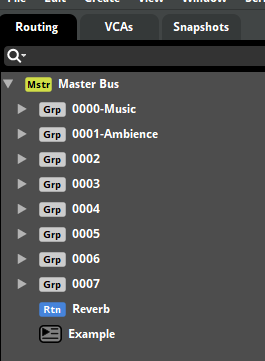 File Edit Create View Window Scri
Routing VCAs Snapshots
Mstr Master Bus
Grp 0000-Music
Grp 0001-Ambience
Grp 0002
Grp 0003
Grp 0004
Grp 0005
Grp 0006
Grp 0007
Rtn Reverb
Example